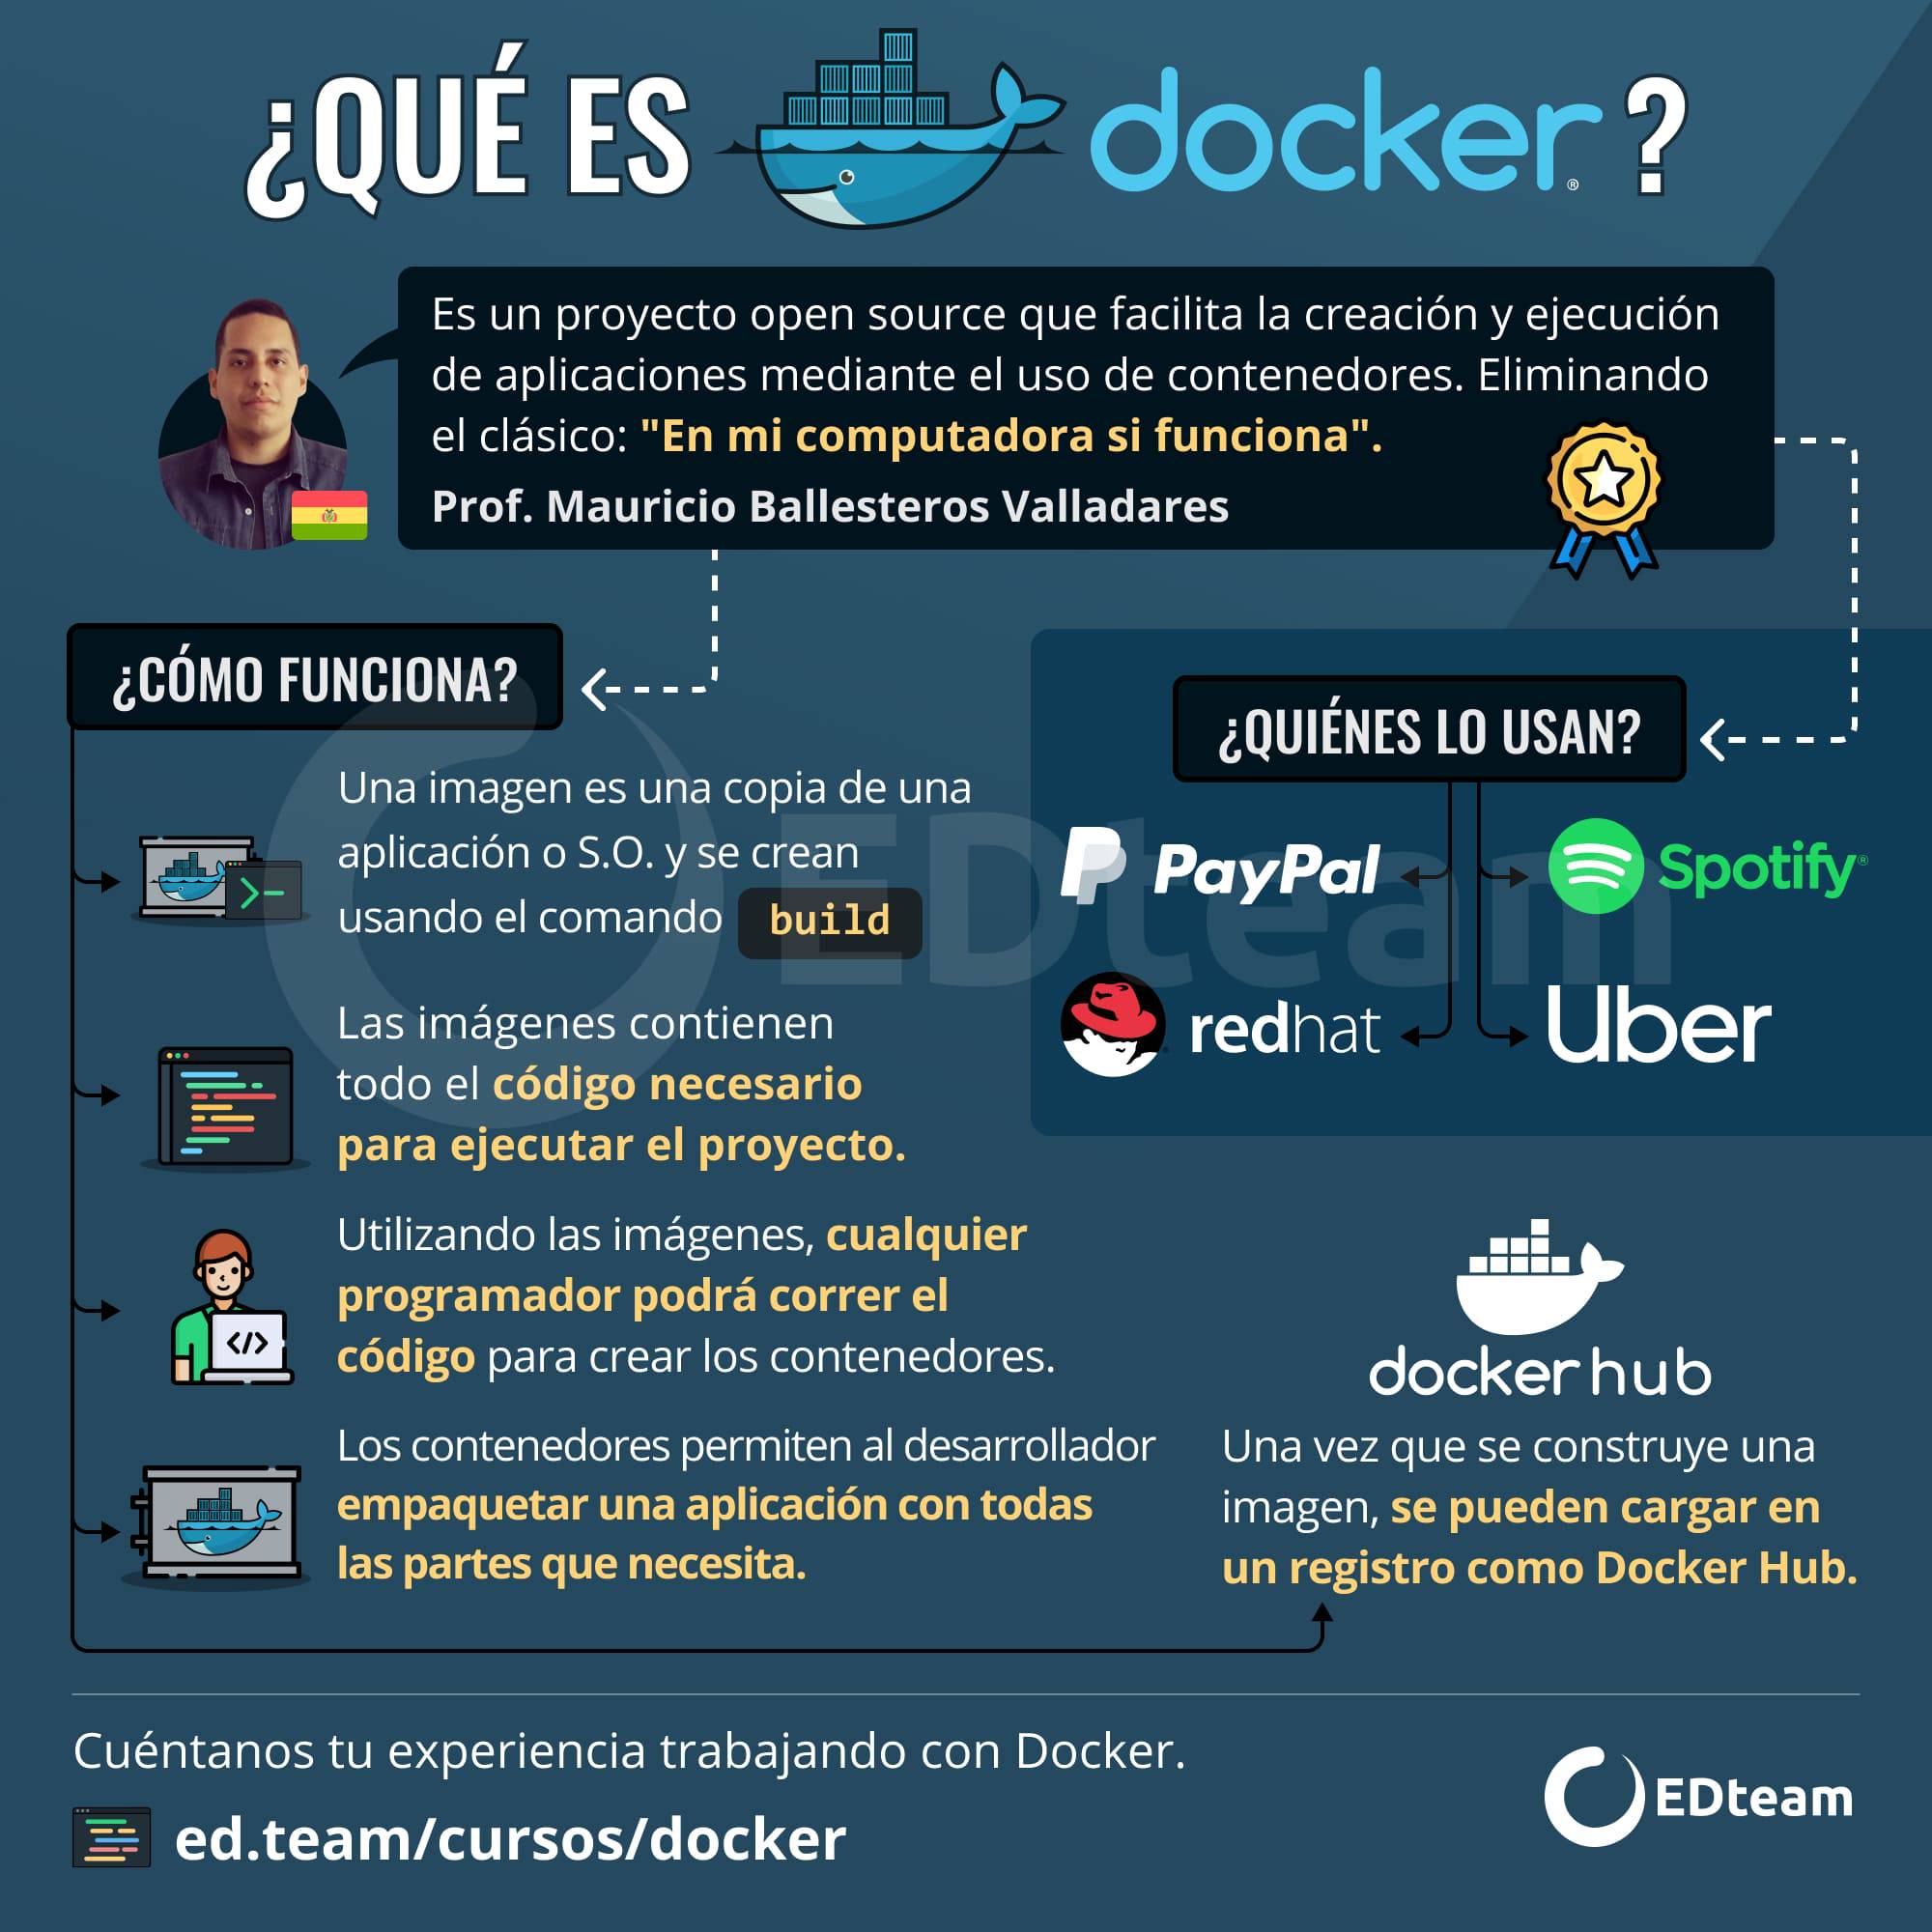 ¿QUÉ ES docker®?
Es un proyecto open source que facilita la creación y ejecución
de aplicaciones mediante el uso de contenedores. Eliminando
el clásico: "En mi computadora si funciona".
Prof. Mauricio Ballesteros Valladares
¿CÓMO FUNCIONA?
Una imagen es una copia de una
aplicación o S.O. y se crean
usando el comando build
Las imágenes contienen
todo el código necesario
para ejecutar el proyecto.
Utilizando las imágenes, cualquier
programador podrá correr el
código para crear los contenedores.
Los contenedores permiten al desarrollador
empaquetar una aplicación con todas
las partes que necesita.
¿QUIÉNES LO USAN?
PayPal
Spotify®
redhat
Uber
EDteam
docker hub
Una vez que se construye una
imagen, se pueden cargar en
un registro como Docker Hub.
Cuéntanos tu experiencia trabajando con Docker.
ed.team/cursos/docker
EDteam